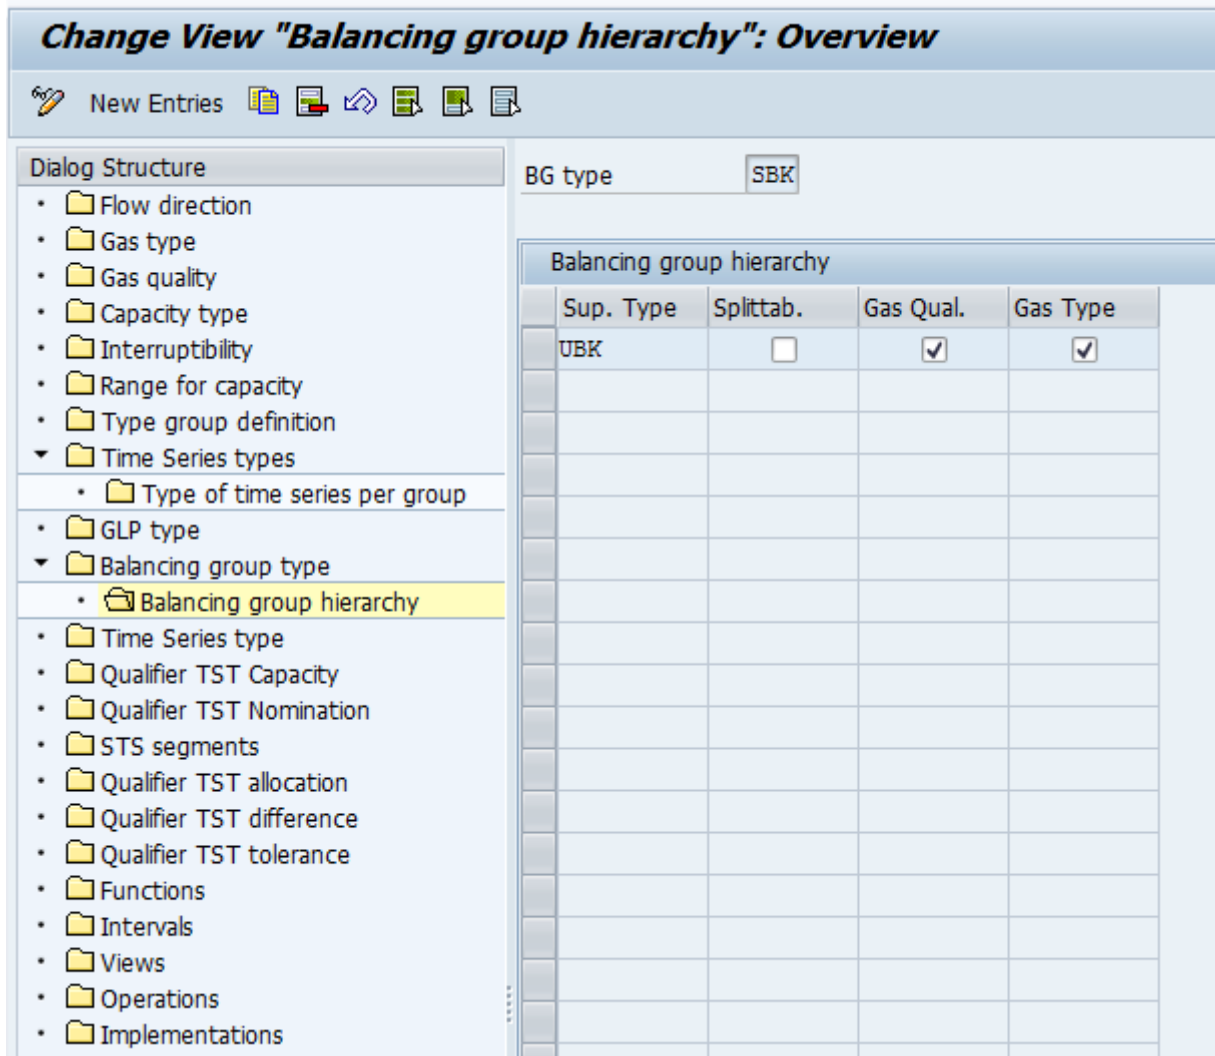 Change View "Balancing group hierarchy": Overview
New Entries
Dialog Structure
Flow direction
Gas type
Gas quality
Capacity type
Interruptibility
Range for capacity
Type group definition
Time Series types
Type of time series per group
GLP type
Balancing group type
Balancing group hierarchy
Time Series type
Qualifier TST Capacity
Qualifier TST Nomination
STS segments
Qualifier TST allocation
Qualifier TST difference
Qualifier TST tolerance
Functions
Intervals
Views
Operations
Implementations
BG type SBK
Balancing group hierarchy
Sup. Type Splittab. Gas Qual. Gas Type
UBK